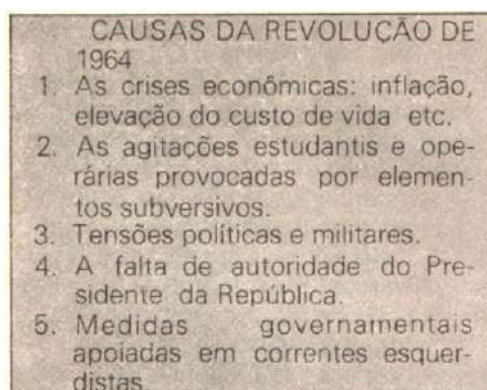 CAUSAS DA REVOLUÇÃO DE
1964
1. As crises econômicas: inflação,
elevação do custo de vida etc.
2. As agitações estudantis e ope-
rárias provocadas por elemen-
tos subversivos.
3. Tensões políticas e militares.
4. A falta de autoridade do Pre-
sidente da República.
5. Medidas governamentais
apoiadas em correntes esquer-
distas